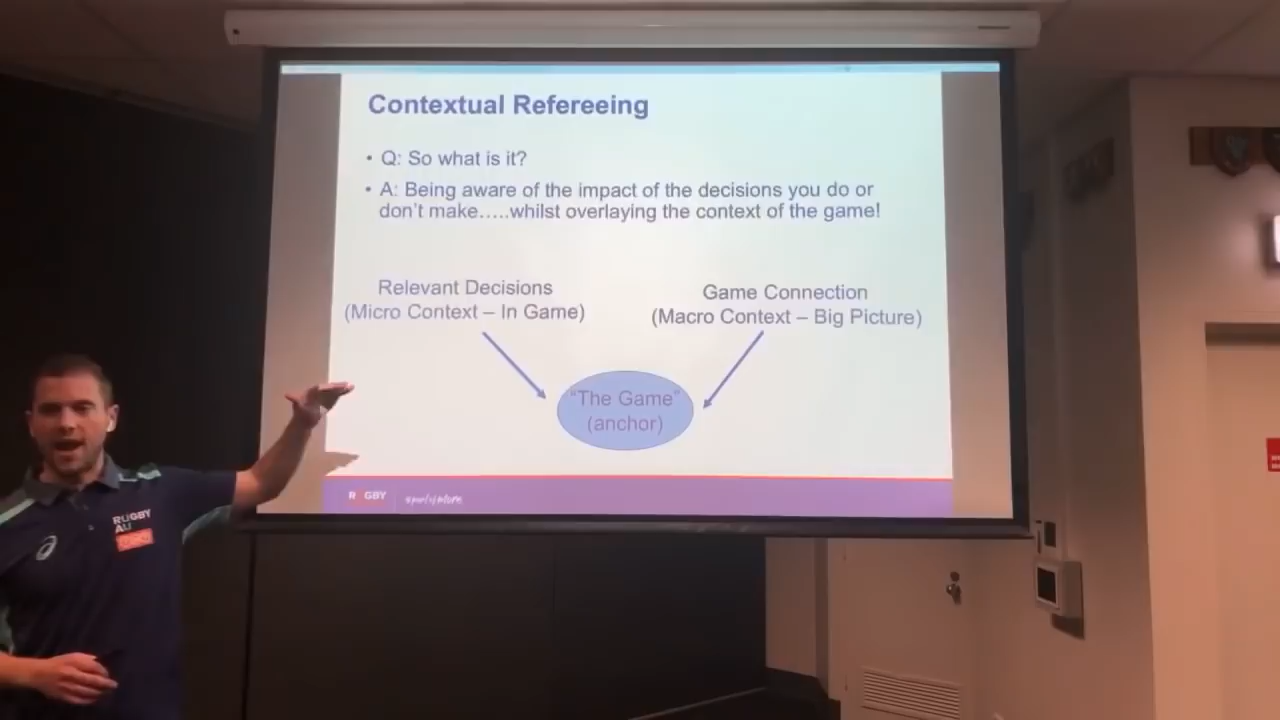 Contextual Refereeing
• Q: So what is it?
• A: Being aware of the impact of the decisions you do or
don't make.....whilst overlaying the context of the game!
Relevant Decisions
(Micro Context – In Game)
Game Connection
(Macro Context – Big Picture)
"The Game"
(anchor)
RUGBY
RUGBY
AU